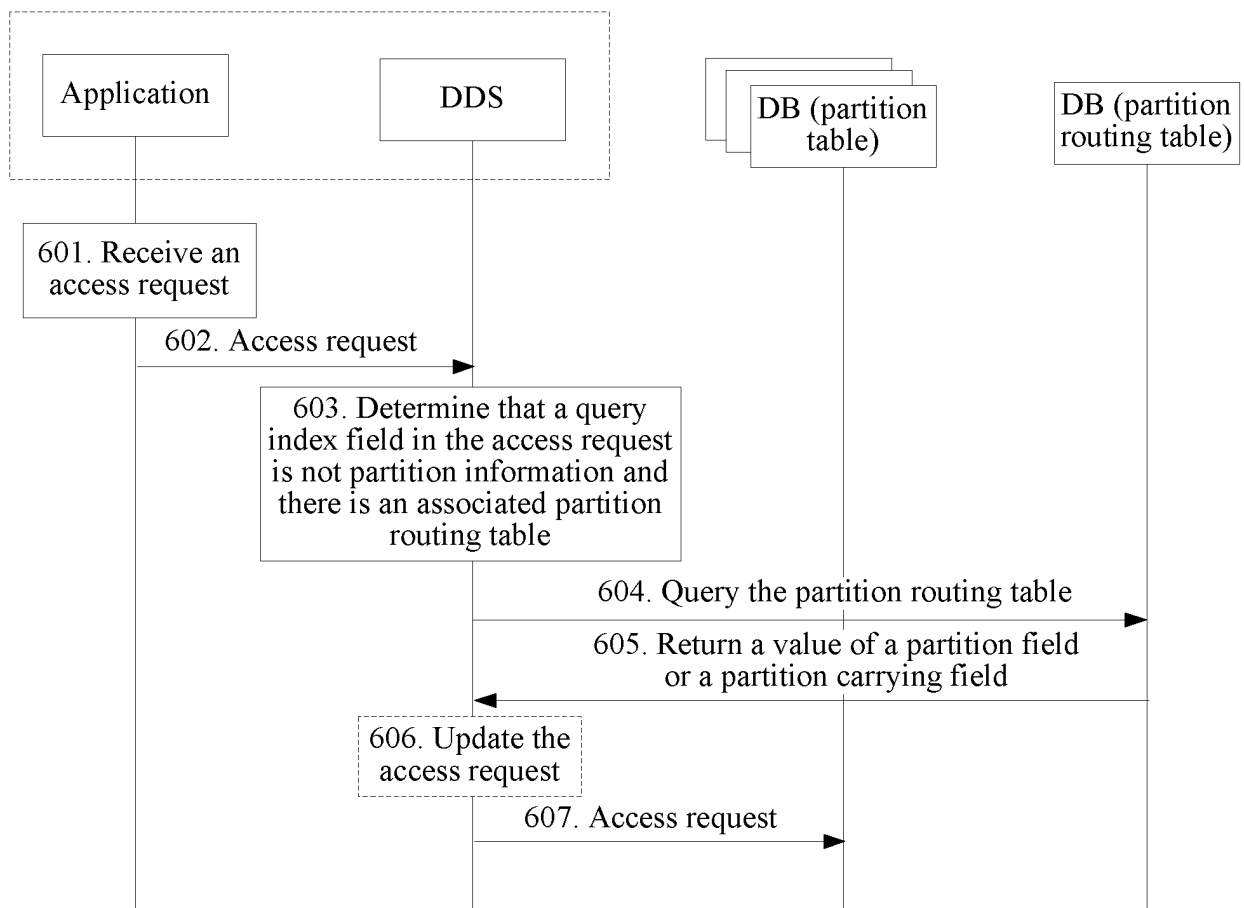 Application
DDS
DB (partition
table)
DB (partition
routing table)
601. Receive an
access request
602. Access request
603. Determine that a query
index field in the access request
is not partition information and
there is an associated partition
routing table
604. Query the partition routing table
605. Return a value of a partition field
or a partition carrying field
606. Update the
access request
607. Access request